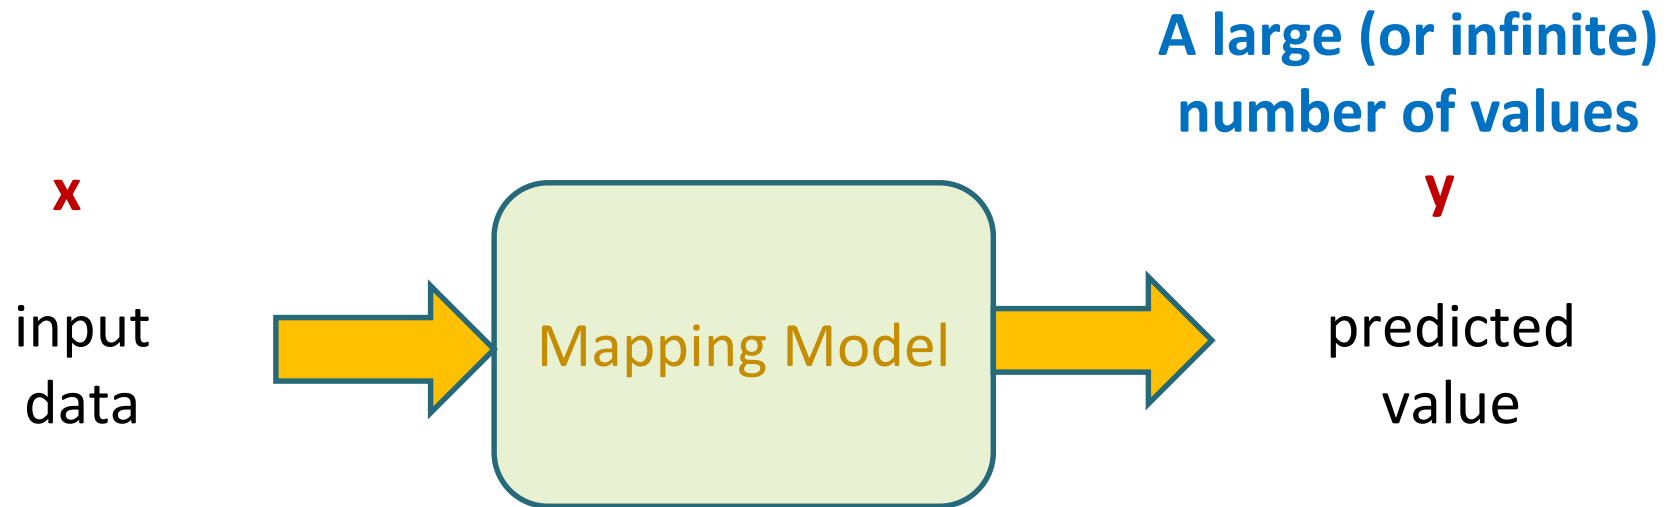 A large (or infinite)
number of values
x
y
input
data
Mapping Model
predicted
value